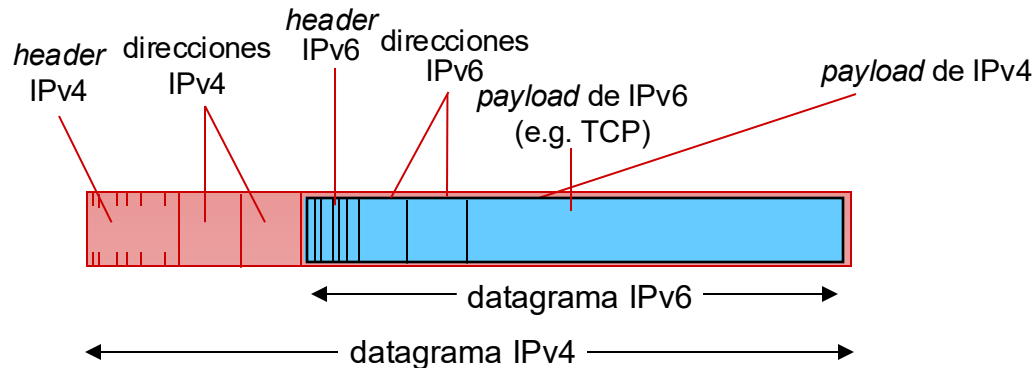 header
IPv4
direcciones
IPv4
header
IPv6
direcciones
IPv6
payload de IPv6
(e.g. TCP)
payload de IPv4
datagrama IPv6
datagrama IPv4